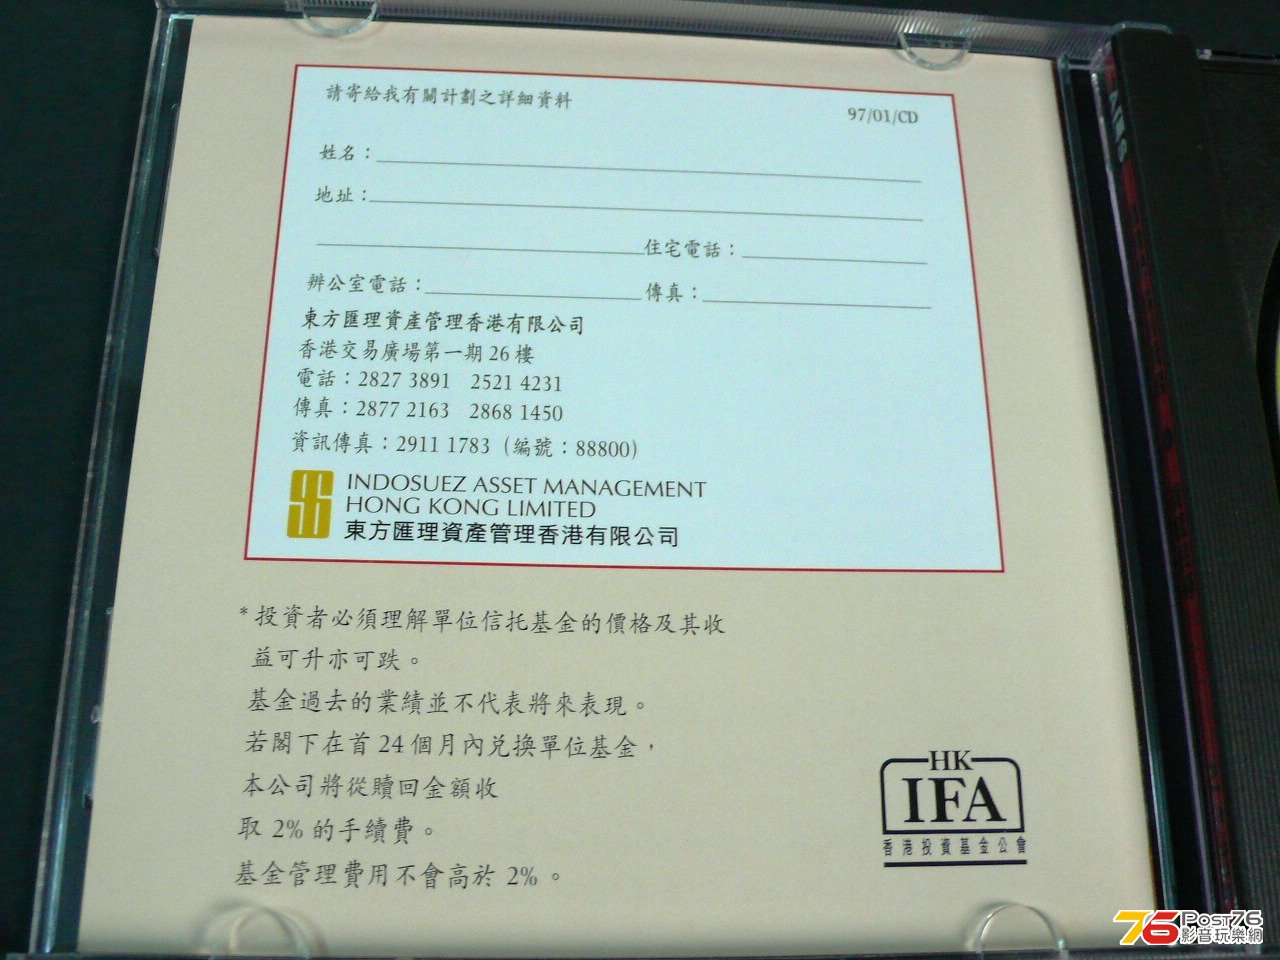 請寄給我有關計劃之詳細資料
97/01/CD
姓名：
地址：
住宅電話：
辦公室電話：
傳真：
東方匯理資產管理香港有限公司
香港交易廣場第一期 26 樓
電話：2827 3891 2521 4231
傳真：2877 2163 2868 1450
資訊傳真：2911 1783（編號：88800）
INDOSUEZ ASSET MANAGEMENT
HONG KONG LIMITED
東方匯理資產管理香港有限公司
* 投資者必須理解單位信托基金的價格及其收
益可升亦可跌。
基金過去的業績並不代表將來表現。
若閣下在首 24 個月內兌換單位基金，
本公司將從贖回金額收
取 2% 的手續費。
基金管理費用不會高於 2%。
HK
IFA
香港投資基金公會
76 Post76
影音玩樂網